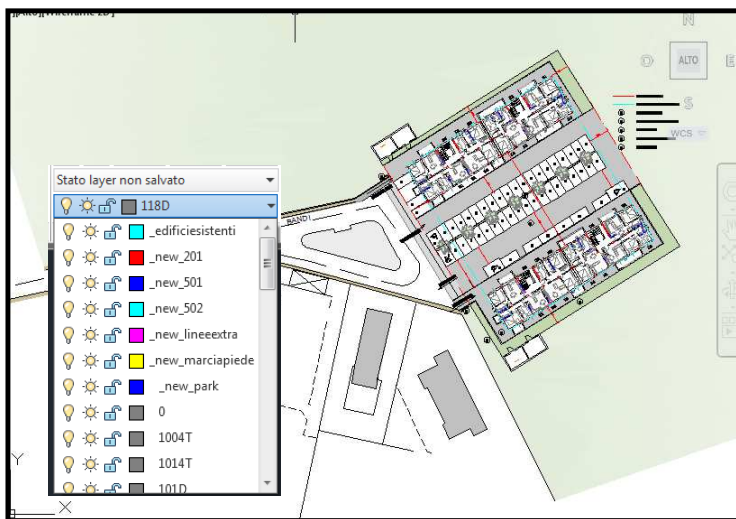 ][Alto][Wireframe 2D]
N
O
ALTO
E
S
WCS
BANDI
Stato layer non salvato
118D
_edificiesistenti
_new_201
_new_501
_new_502
_new_lineeextra
_new_marciapiede
_new_park
0
1004T
1014T
101D
Y
X